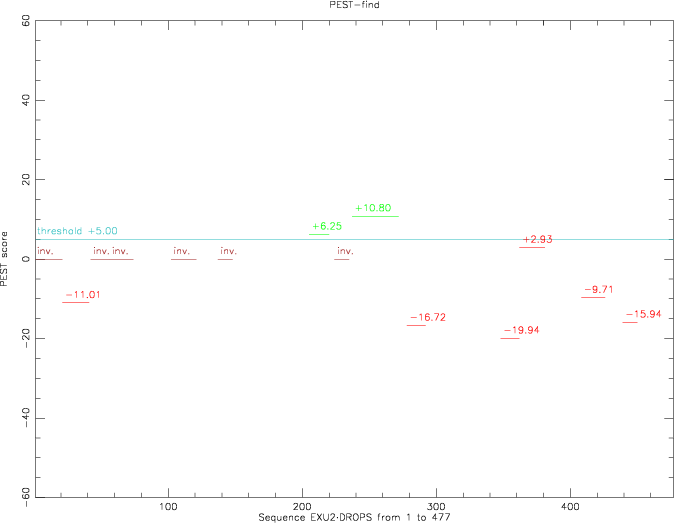 PEST-find
60
40
20
0
-20
-40
-60
PEST score
threshold +5.00
+10.80
+6.25
+2.93
inv. inv. inv. inv. inv. inv.
-11.01
-16.72
-19.94
-9.71
-15.94
100 200 300 400
Sequence EXU2·DROPS from 1 to 477